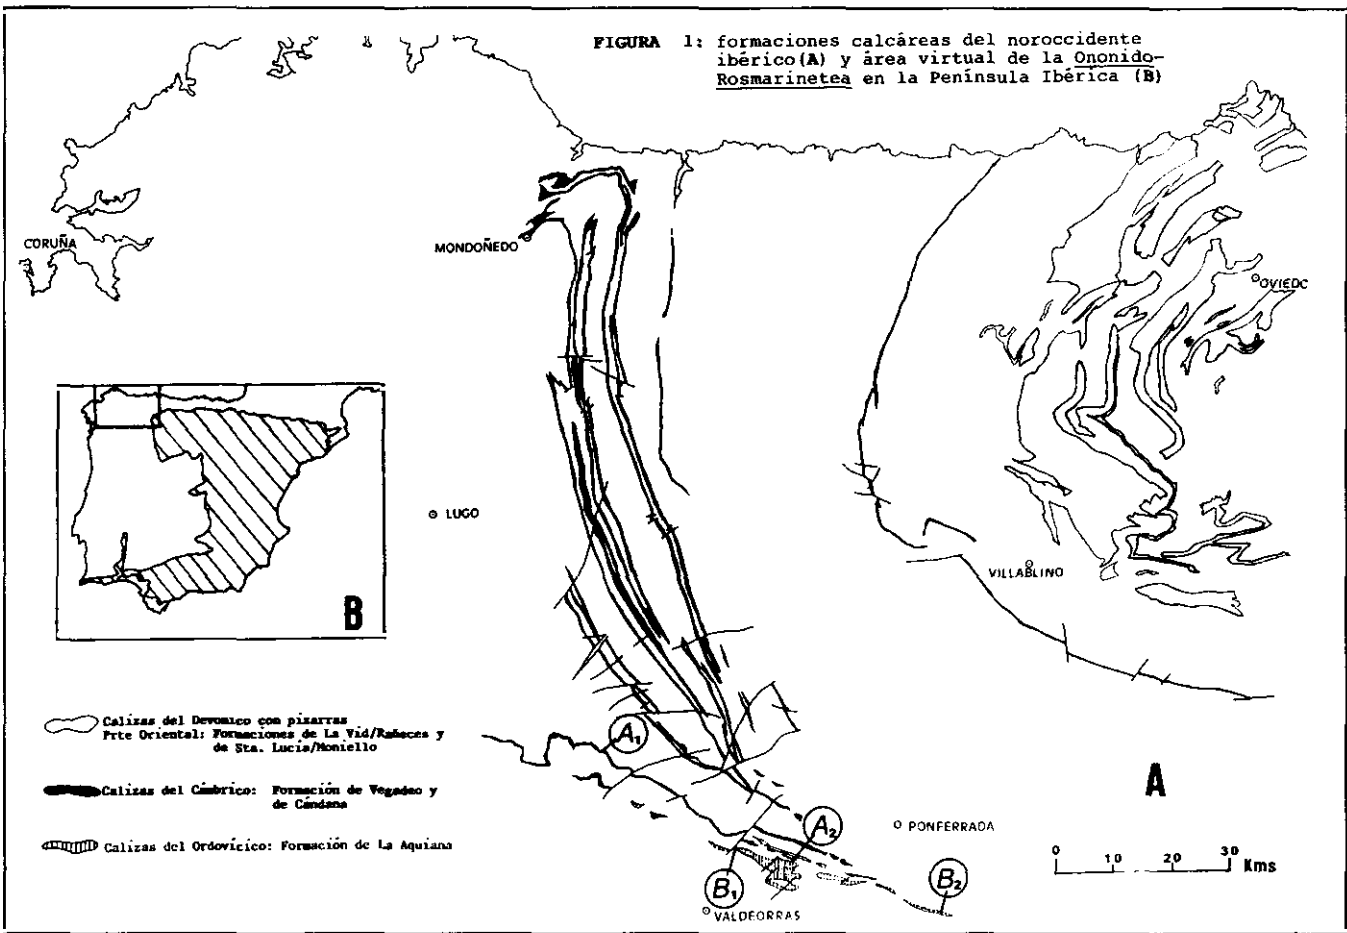 FIGURA 1: formaciones calcáreas del noroccidente
ibérico(A) y área virtual de la Ononido-
Rosmarinetea en la Península Ibérica (B)
CORUÑA
MONDOÑEDO
OVIEDO
LUGO
VILLABLINO
B
A
Calizas del Devonico con pizarras
Prte Oriental: Formaciones de La Vid/Rañeces y
de Sta. Lucía/Moniello
Calizas del Cámbrico: Formación de Vegadeo y
de Cándana
Calizas del Ordovícico: Formación de La Aquiana
A₁
A₂
PONFERRADA
B₁
B₂
VALDEORRAS
0 10 20 30 Kms